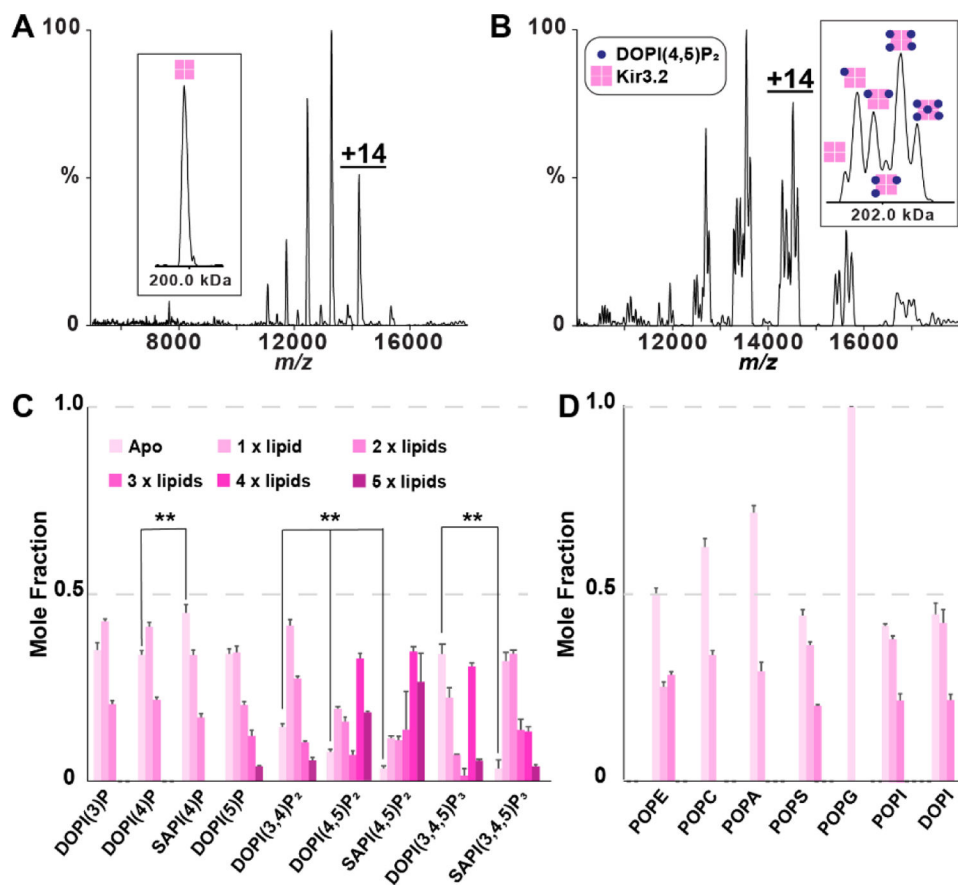 A
100
%
0
+14
200.0 kDa
8000
12000
16000
m/z
B
100
%
0
DOPI(4,5)P₂
Kir3.2
+14
202.0 kDa
12000
14000
16000
m/z
C
1.0
0.5
0
Mole Fraction
Apo
1 x lipid
2 x lipids
3 x lipids
4 x lipids
5 x lipids
**
**
**
DOPI(3)P
DOPI(4)P
SAPI(4)P
DOPI(5)P
DOPI(3,4)P₂
DOPI(4,5)P₂
SAPI(4,5)P₂
DOPI(3,4,5)P₃
SAPI(3,4,5)P₃
D
1.0
0.5
0
Mole Fraction
POPE
POPC
POPA
POPS
POPG
POPI
DOPI